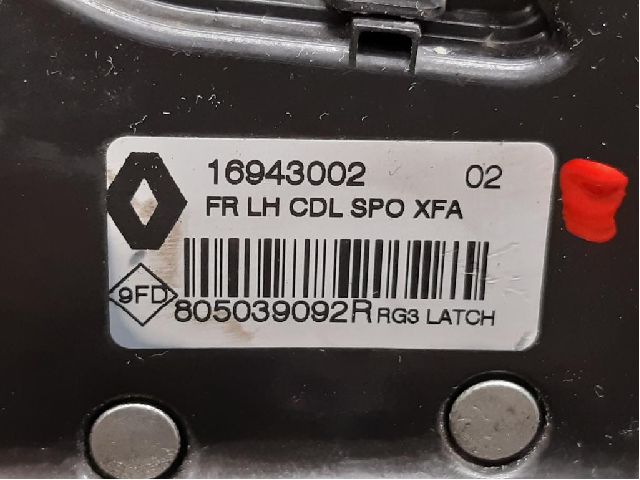 16943002 02
FR LH CDL SPO XFA
9FD
805039092R RG3 LATCH